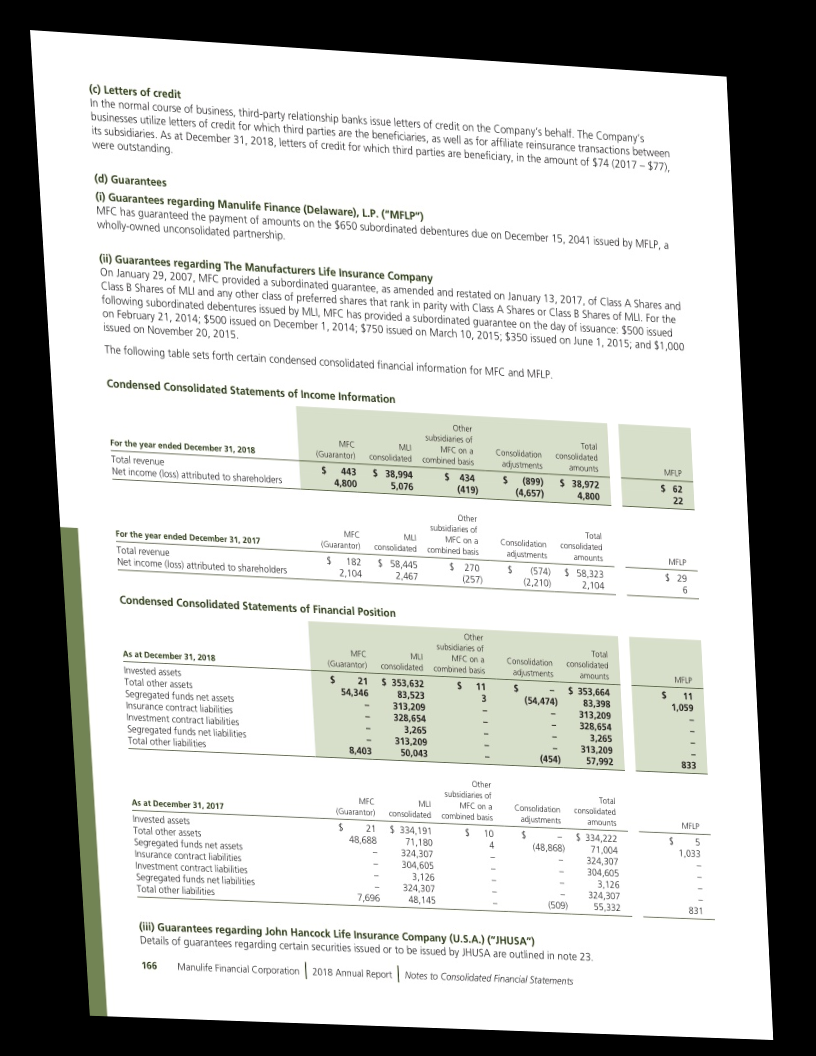 (c) Letters of credit
In the normal course of business, third-party relationship banks issue letters of credit on the Company's behalf. The Company's
businesses utilize letters of credit for which third parties are the beneficiaries, as well as for affiliate reinsurance transactions between
its subsidiaries. As at December 31, 2018, letters of credit for which third parties are beneficiary, in the amount of $74 (2017 – $77),
were outstanding.
(d) Guarantees
(i) Guarantees regarding Manulife Finance (Delaware), L.P. ("MFLP")
MFC has guaranteed the payment of amounts on the $650 subordinated debentures due on December 15, 2041 issued by MFLP, a
wholly-owned unconsolidated partnership.
(ii) Guarantees regarding The Manufacturers Life Insurance Company
On January 29, 2007, MFC provided a subordinated guarantee, as amended and restated on January 13, 2017, of Class A Shares and
Class B Shares of MLI and any other class of preferred shares that rank in parity with Class A Shares or Class B Shares of MLI. For the
following subordinated debentures issued by MLI, MFC has provided a subordinated guarantee on the day of issuance: $500 issued
on February 21, 2014; $500 issued on December 1, 2014; $750 issued on March 10, 2015; $350 issued on June 1, 2015; and $1,000
issued on November 20, 2015.
The following table sets forth certain condensed consolidated financial information for MFC and MFLP.
Condensed Consolidated Statements of Income Information
For the year ended December 31, 2018 MFC (Guarantor) MLI consolidated Other subsidiaries of MFC on a combined basis Consolidation adjustments Total consolidated amounts MFLP
Total revenue $ 443 $ 38,994 $ 434 $ (899) $ 38,972 $ 62
Net income (loss) attributed to shareholders 4,800 5,076 (419) (4,657) 4,800 22
For the year ended December 31, 2017 MFC (Guarantor) MLI consolidated Other subsidiaries of MFC on a combined basis Consolidation adjustments Total consolidated amounts MFLP
Total revenue $ 182 $ 58,445 $ 270 $ (574) $ 58,323 $ 29
Net income (loss) attributed to shareholders 2,104 2,467 (257) (2,210) 2,104 6
Condensed Consolidated Statements of Financial Position
As at December 31, 2018 MFC (Guarantor) MLI consolidated Other subsidiaries of MFC on a combined basis Consolidation adjustments Total consolidated amounts MFLP
Invested assets $ 21 $ 353,632 $ 11 $ – $ 353,664 $ 11
Total other assets 54,346 83,523 3 (54,474) 83,398 1,059
Segregated funds net assets – 313,209 – – 313,209 –
Insurance contract liabilities – 328,654 – – 328,654 –
Investment contract liabilities – 3,265 – – 3,265 –
Segregated funds net liabilities – 313,209 – – 313,209 –
Total other liabilities 8,403 50,043 – (454) 57,992 833
As at December 31, 2017 MFC (Guarantor) MLI consolidated Other subsidiaries of MFC on a combined basis Consolidation adjustments Total consolidated amounts MFLP
Invested assets $ 21 $ 334,191 $ 10 $ – $ 334,222 $ 5
Total other assets 48,688 71,180 4 (48,868) 71,004 1,033
Segregated funds net assets – 324,307 – – 324,307 –
Insurance contract liabilities – 304,605 – – 304,605 –
Investment contract liabilities – 3,126 – – 3,126 –
Segregated funds net liabilities – 324,307 – – 324,307 –
Total other liabilities 7,696 48,145 – (509) 55,332 831
(iii) Guarantees regarding John Hancock Life Insurance Company (U.S.A.) ("JHUSA")
Details of guarantees regarding certain securities issued or to be issued by JHUSA are outlined in note 23.
166 Manulife Financial Corporation | 2018 Annual Report | Notes to Consolidated Financial Statements